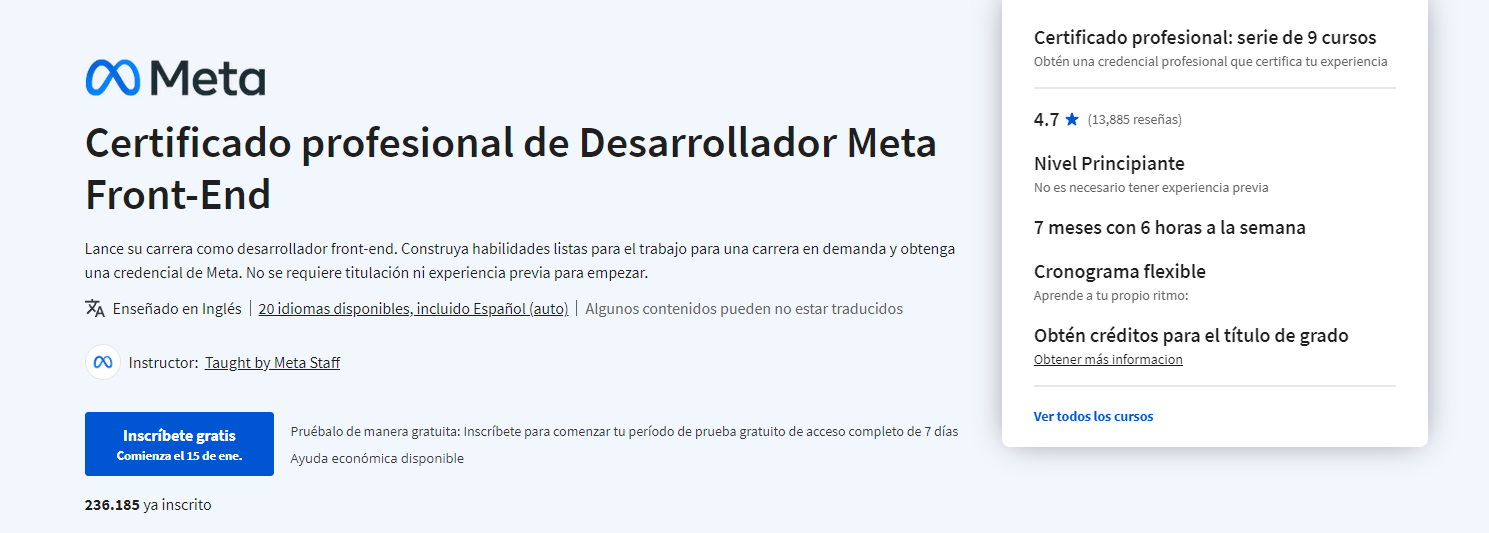 Meta
Certificado profesional de Desarrollador Meta
Front-End
Lance su carrera como desarrollador front-end. Construya habilidades listas para el trabajo para una carrera en demanda y obtenga
una credencial de Meta. No se requiere titulación ni experiencia previa para empezar.
Enseñado en Inglés | 20 idiomas disponibles, incluido Español (auto) | Algunos contenidos pueden no estar traducidos
Instructor: Taught by Meta Staff
Inscríbete gratis
Comienza el 15 de ene.
Pruébalo de manera gratuita: Inscríbete para comenzar tu período de prueba gratuito de acceso completo de 7 días
Ayuda económica disponible
236.185 ya inscrito
Certificado profesional: serie de 9 cursos
Obtén una credencial profesional que certifica tu experiencia
4.7 ★ (13,885 reseñas)
Nivel Principiante
No es necesario tener experiencia previa
7 meses con 6 horas a la semana
Cronograma flexible
Aprende a tu propio ritmo:
Obtén créditos para el título de grado
Obtener más informacion
Ver todos los cursos